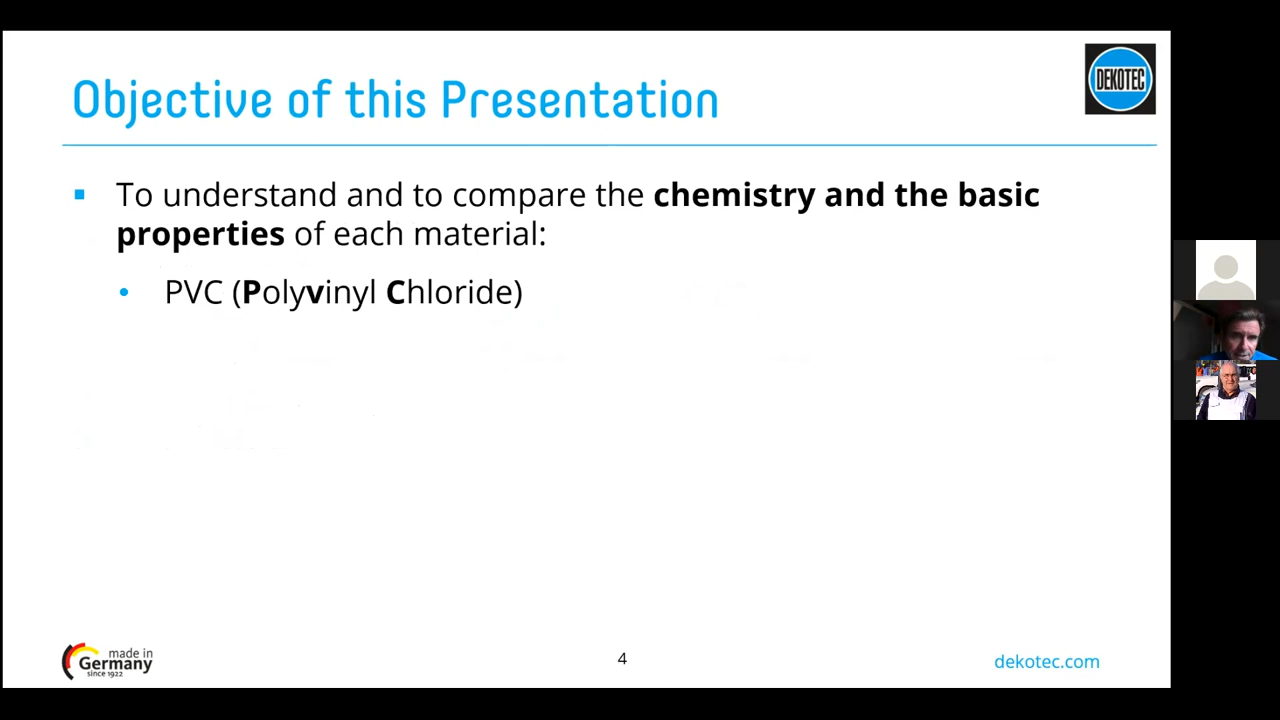 Objective of this Presentation
DEKOTEC
To understand and to compare the chemistry and the basic
properties of each material:
PVC (Polyvinyl Chloride)
made in
Germany
since 1922
4
dekotec.com